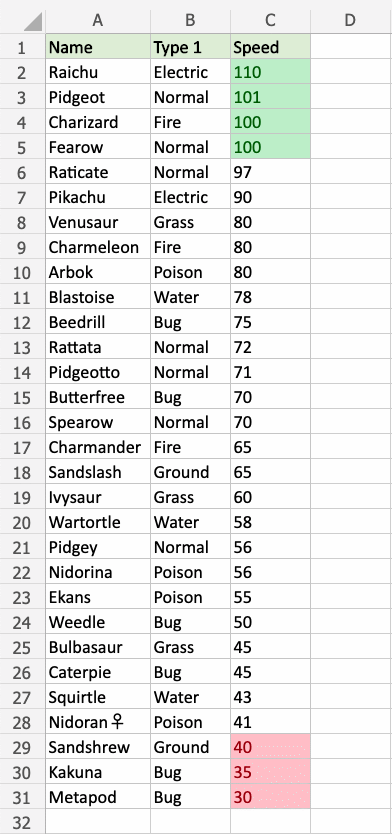 A B C D
1 Name Type 1 Speed
2 Raichu Electric 110
3 Pidgeot Normal 101
4 Charizard Fire 100
5 Fearow Normal 100
6 Raticate Normal 97
7 Pikachu Electric 90
8 Venusaur Grass 80
9 Charmeleon Fire 80
10 Arbok Poison 80
11 Blastoise Water 78
12 Beedrill Bug 75
13 Rattata Normal 72
14 Pidgeotto Normal 71
15 Butterfree Bug 70
16 Spearow Normal 70
17 Charmander Fire 65
18 Sandslash Ground 65
19 Ivysaur Grass 60
20 Wartortle Water 58
21 Pidgey Normal 56
22 Nidorina Poison 56
23 Ekans Poison 55
24 Weedle Bug 50
25 Bulbasaur Grass 45
26 Caterpie Bug 45
27 Squirtle Water 43
28 Nidoran♀ Poison 41
29 Sandshrew Ground 40
30 Kakuna Bug 35
31 Metapod Bug 30
32